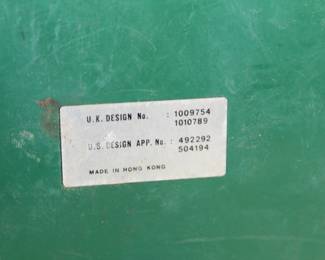 U.K. DESIGN No. : 1009754
1010789
U.S. DESIGN APP. No. : 492292
504194
MADE IN HONG KONG